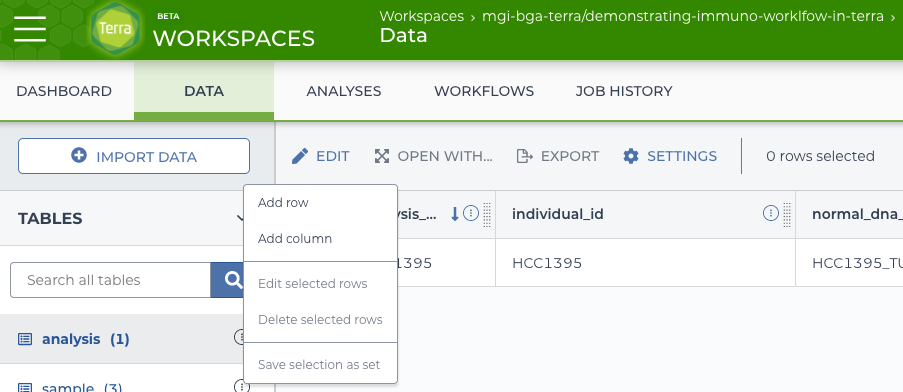 Terra
BETA
WORKSPACES
Workspaces › mgi-bga-terra/demonstrating-immuno-worklfow-in-terra ›
Data
DASHBOARD
DATA
ANALYSES
WORKFLOWS
JOB HISTORY
IMPORT DATA
EDIT
OPEN WITH...
EXPORT
SETTINGS
0 rows selected
TABLES
Search all tables
analysis (1)
sample (3)
Add row
Add column
Edit selected rows
Delete selected rows
Save selection as set
individual_id
normal_dna_
1395
HCC1395
HCC1395_TU